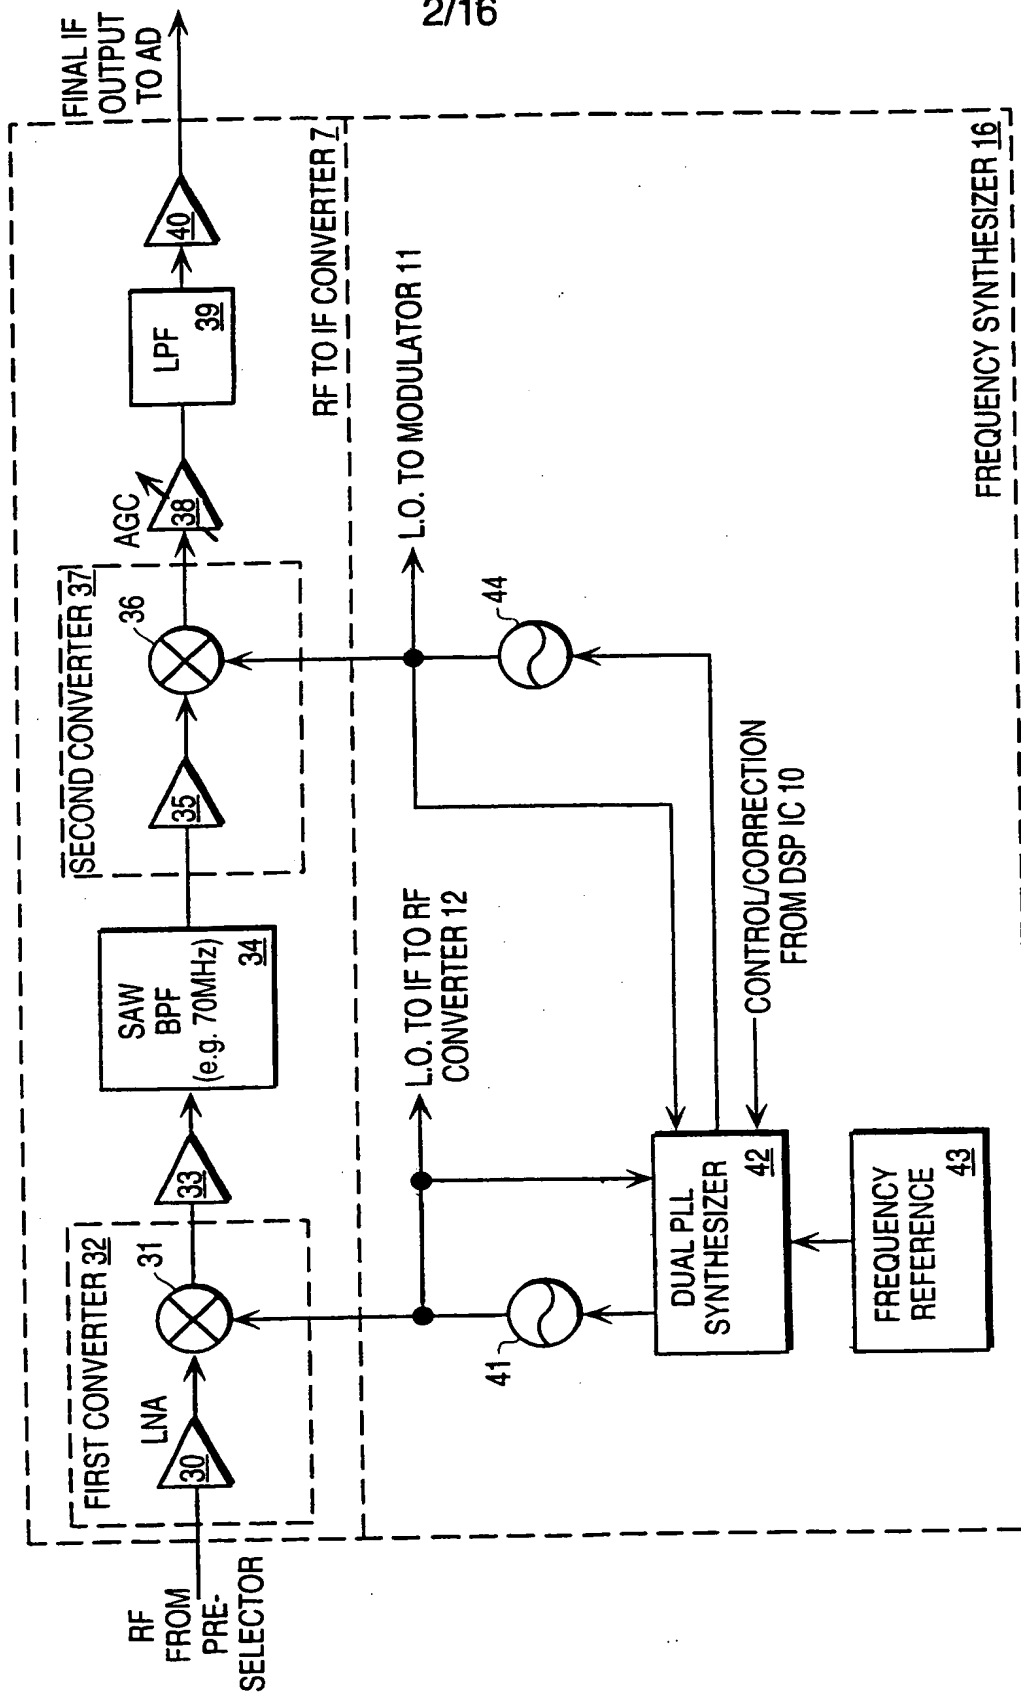 2/16
RF
FROM
PRE-
SELECTOR
FIRST CONVERTER 32
LNA
30
31
33
SAW
BPF
(e.g. 70MHz)
34
SECOND CONVERTER 37
35
36
AGC
38
LPF
39
40
FINAL IF
OUTPUT
TO AD
RF TO IF CONVERTER 7
L.O. TO IF TO RF
CONVERTER 12
L.O. TO MODULATOR 11
41
44
DUAL PLL
SYNTHESIZER
42
CONTROL/CORRECTION
FROM DSP IC 10
FREQUENCY
REFERENCE
43
FREQUENCY SYNTHESIZER 16